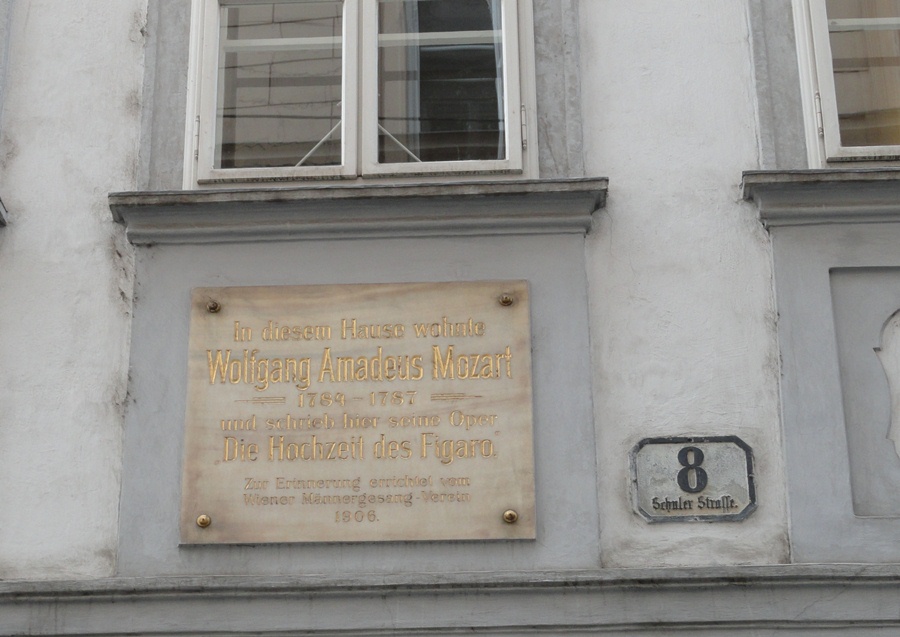 In diesem Hause wohnte
Wolfgang Amadeus Mozart
1784-1787
und schrieb hier seine Oper
„Die Hochzeit des Figaro.“
Zur Erinnerung errichtet vom
Wiener Männergesang-Verein
1906.
8
Schuler Strasse.